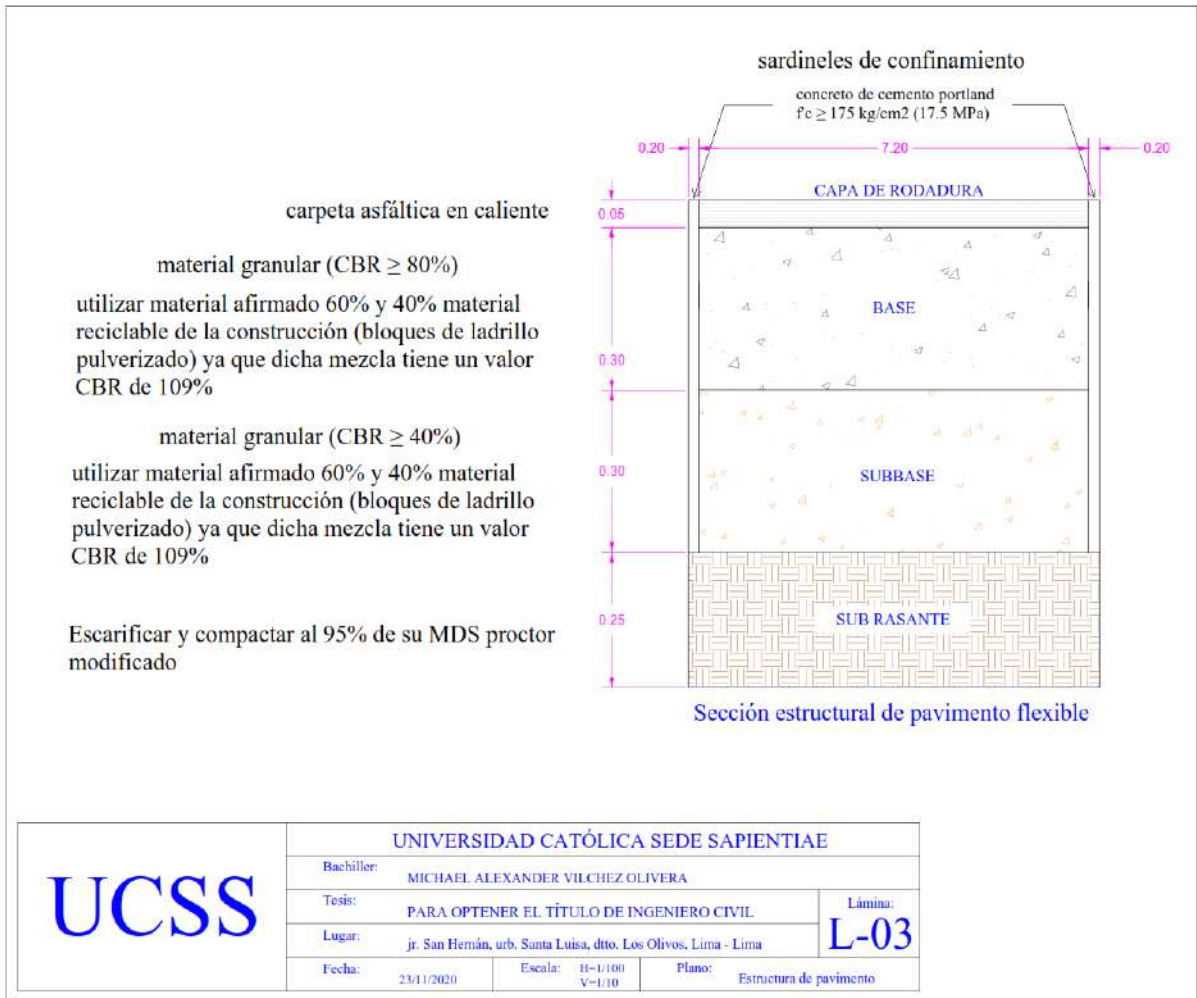 sardineles de confinamiento
concreto de cemento portland
f'c ≥ 175 kg/cm2 (17.5 MPa)
0.20
7.20
0.20
CAPA DE RODADURA
carpeta asfáltica en caliente
0.05
material granular (CBR ≥ 80%)
utilizar material afirmado 60% y 40% material
reciclable de la construcción (bloques de ladrillo
pulverizado) ya que dicha mezcla tiene un valor
CBR de 109%
0.30
BASE
material granular (CBR ≥ 40%)
utilizar material afirmado 60% y 40% material
reciclable de la construcción (bloques de ladrillo
pulverizado) ya que dicha mezcla tiene un valor
CBR de 109%
0.30
SUBBASE
Escarificar y compactar al 95% de su MDS proctor
modificado
0.25
SUB RASANTE
Sección estructural de pavimento flexible
UCSS
UNIVERSIDAD CATÓLICA SEDE SAPIENTIAE
Bachiller:
MICHAEL ALEXANDER VILCHEZ OLIVERA
Tesis:
PARA OPTENER EL TÍTULO DE INGENIERO CIVIL
Lugar:
jr. San Hernán, urb. Santa Luisa, dtto. Los Olivos, Lima - Lima
Lámina:
L-03
Fecha:
23/11/2020
Escala:
H=1/100
V=1/10
Plano:
Estructura de pavimento